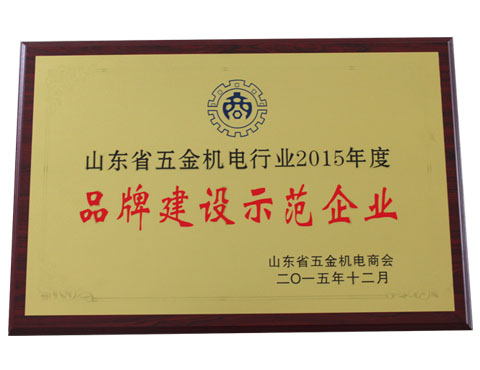 商
山东省五金机电行业2015年度
品牌建设示范企业
山东省五金机电商会
二〇一五年十二月